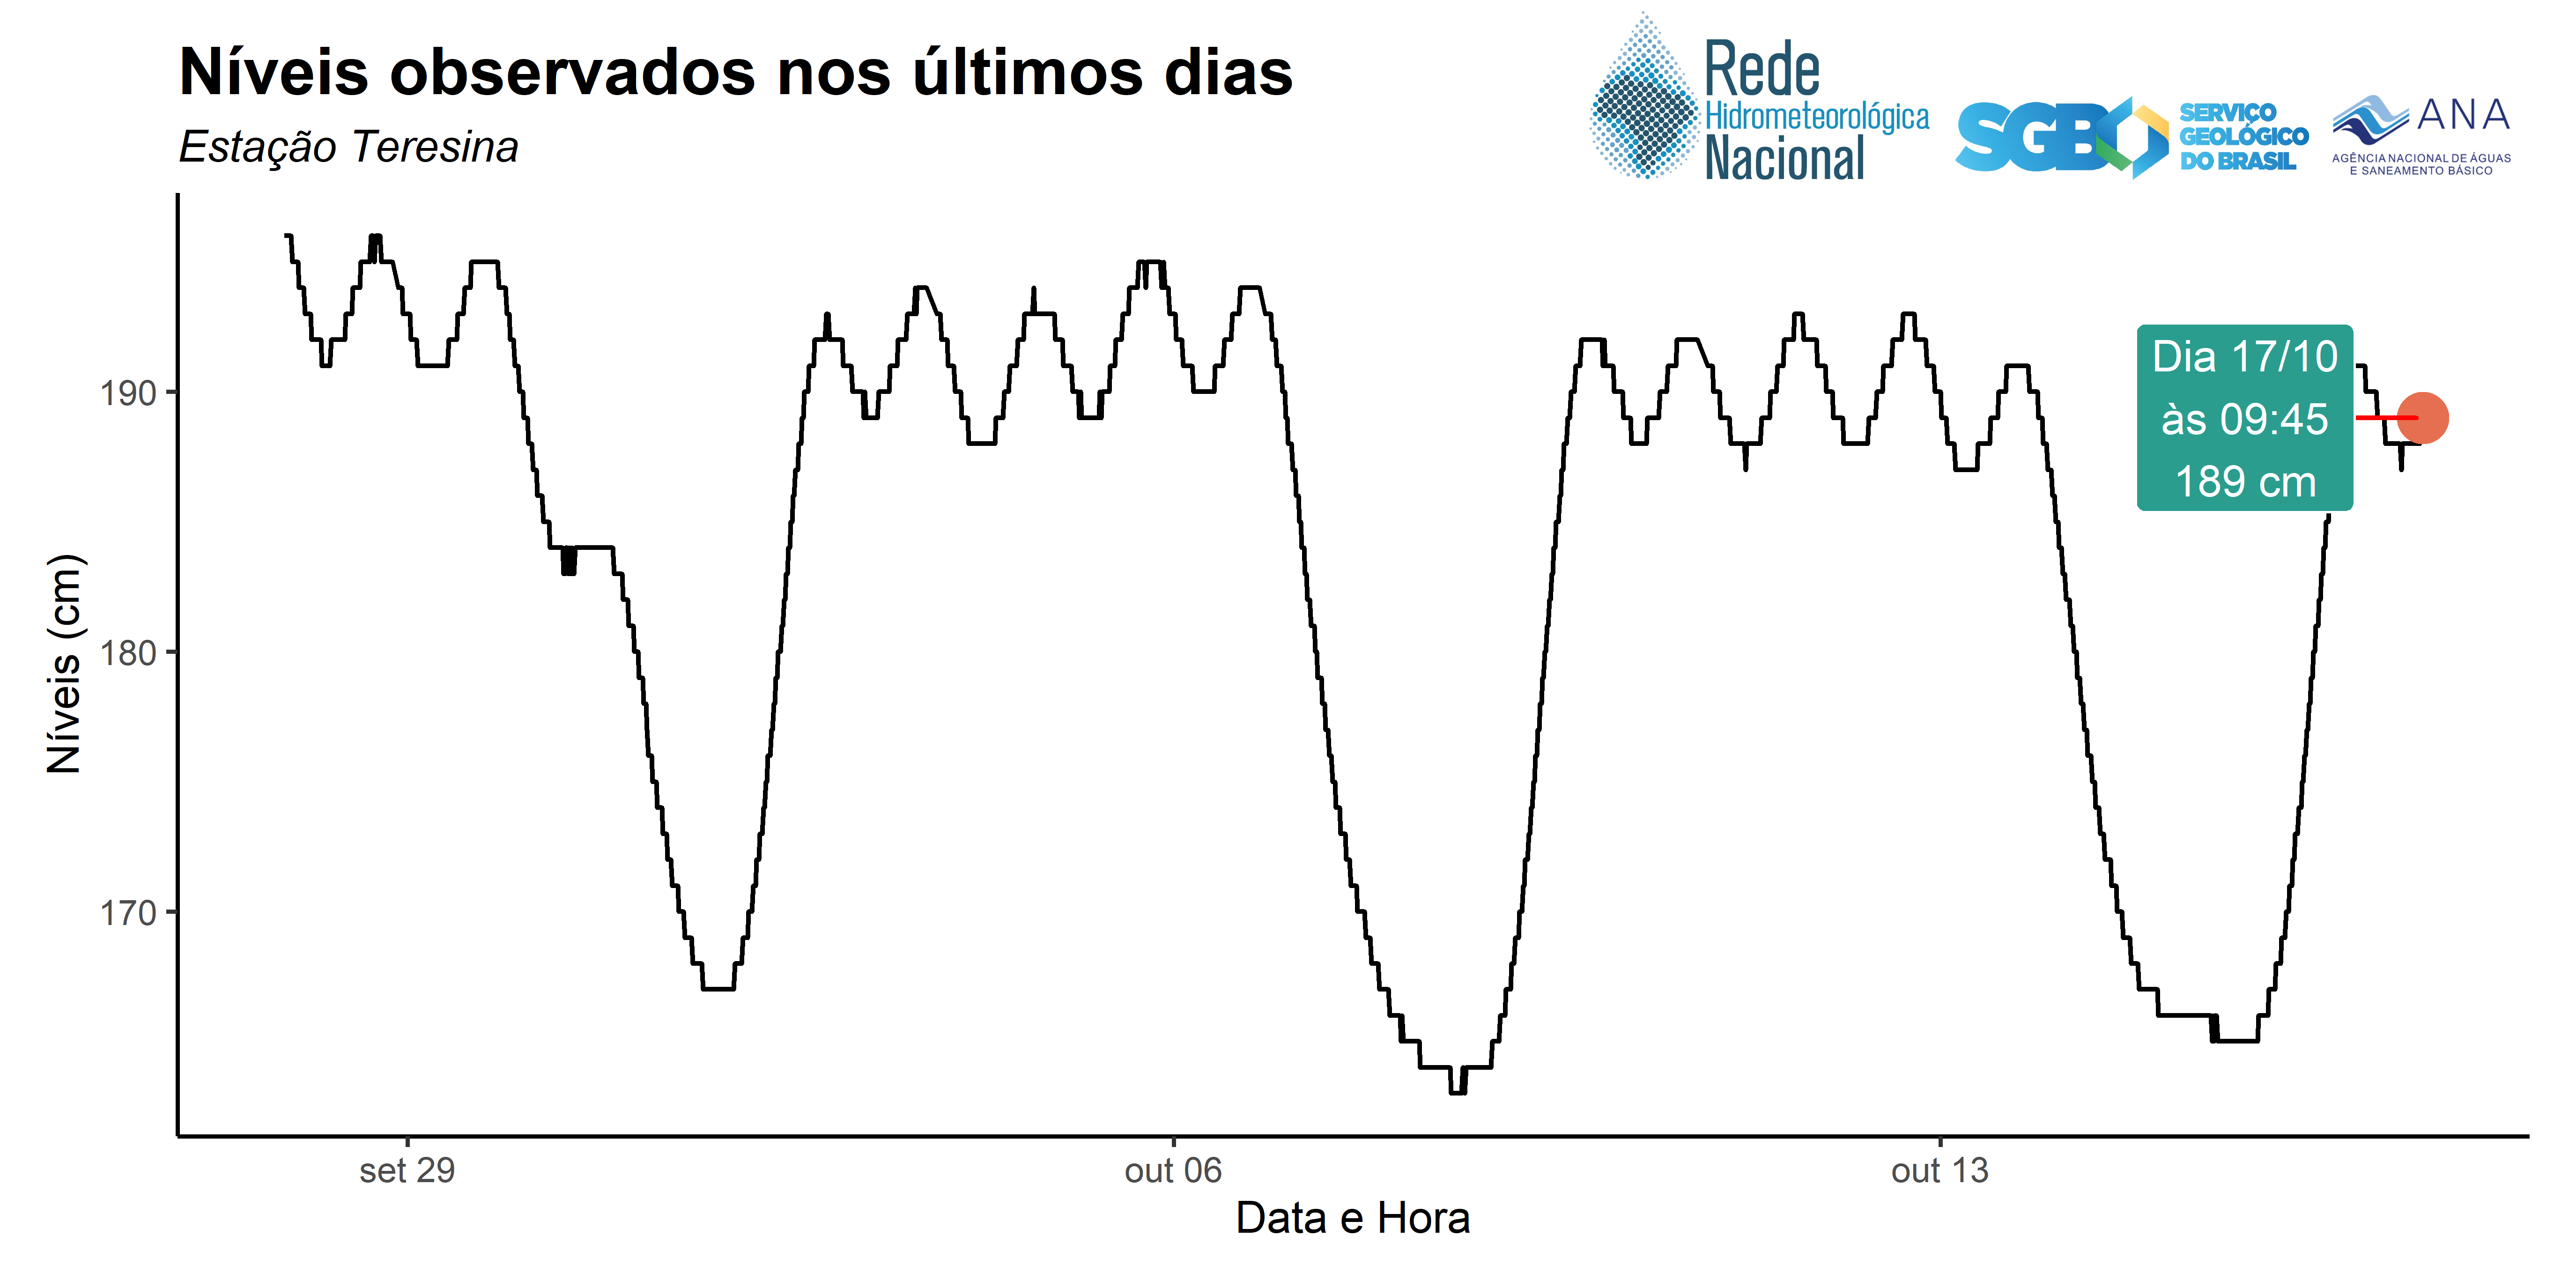 Níveis observados nos últimos dias
Estação Teresina
Rede
Hidrometeorológica
Nacional
SGB
SERVIÇO
GEOLÓGICO
DO BRASIL
ANA
AGÊNCIA NACIONAL DE ÁGUAS
E SANEAMENTO BÁSICO
Níveis (cm)
190
180
170
Dia 17/10
às 09:45
189 cm
set 29
out 06
out 13
Data e Hora